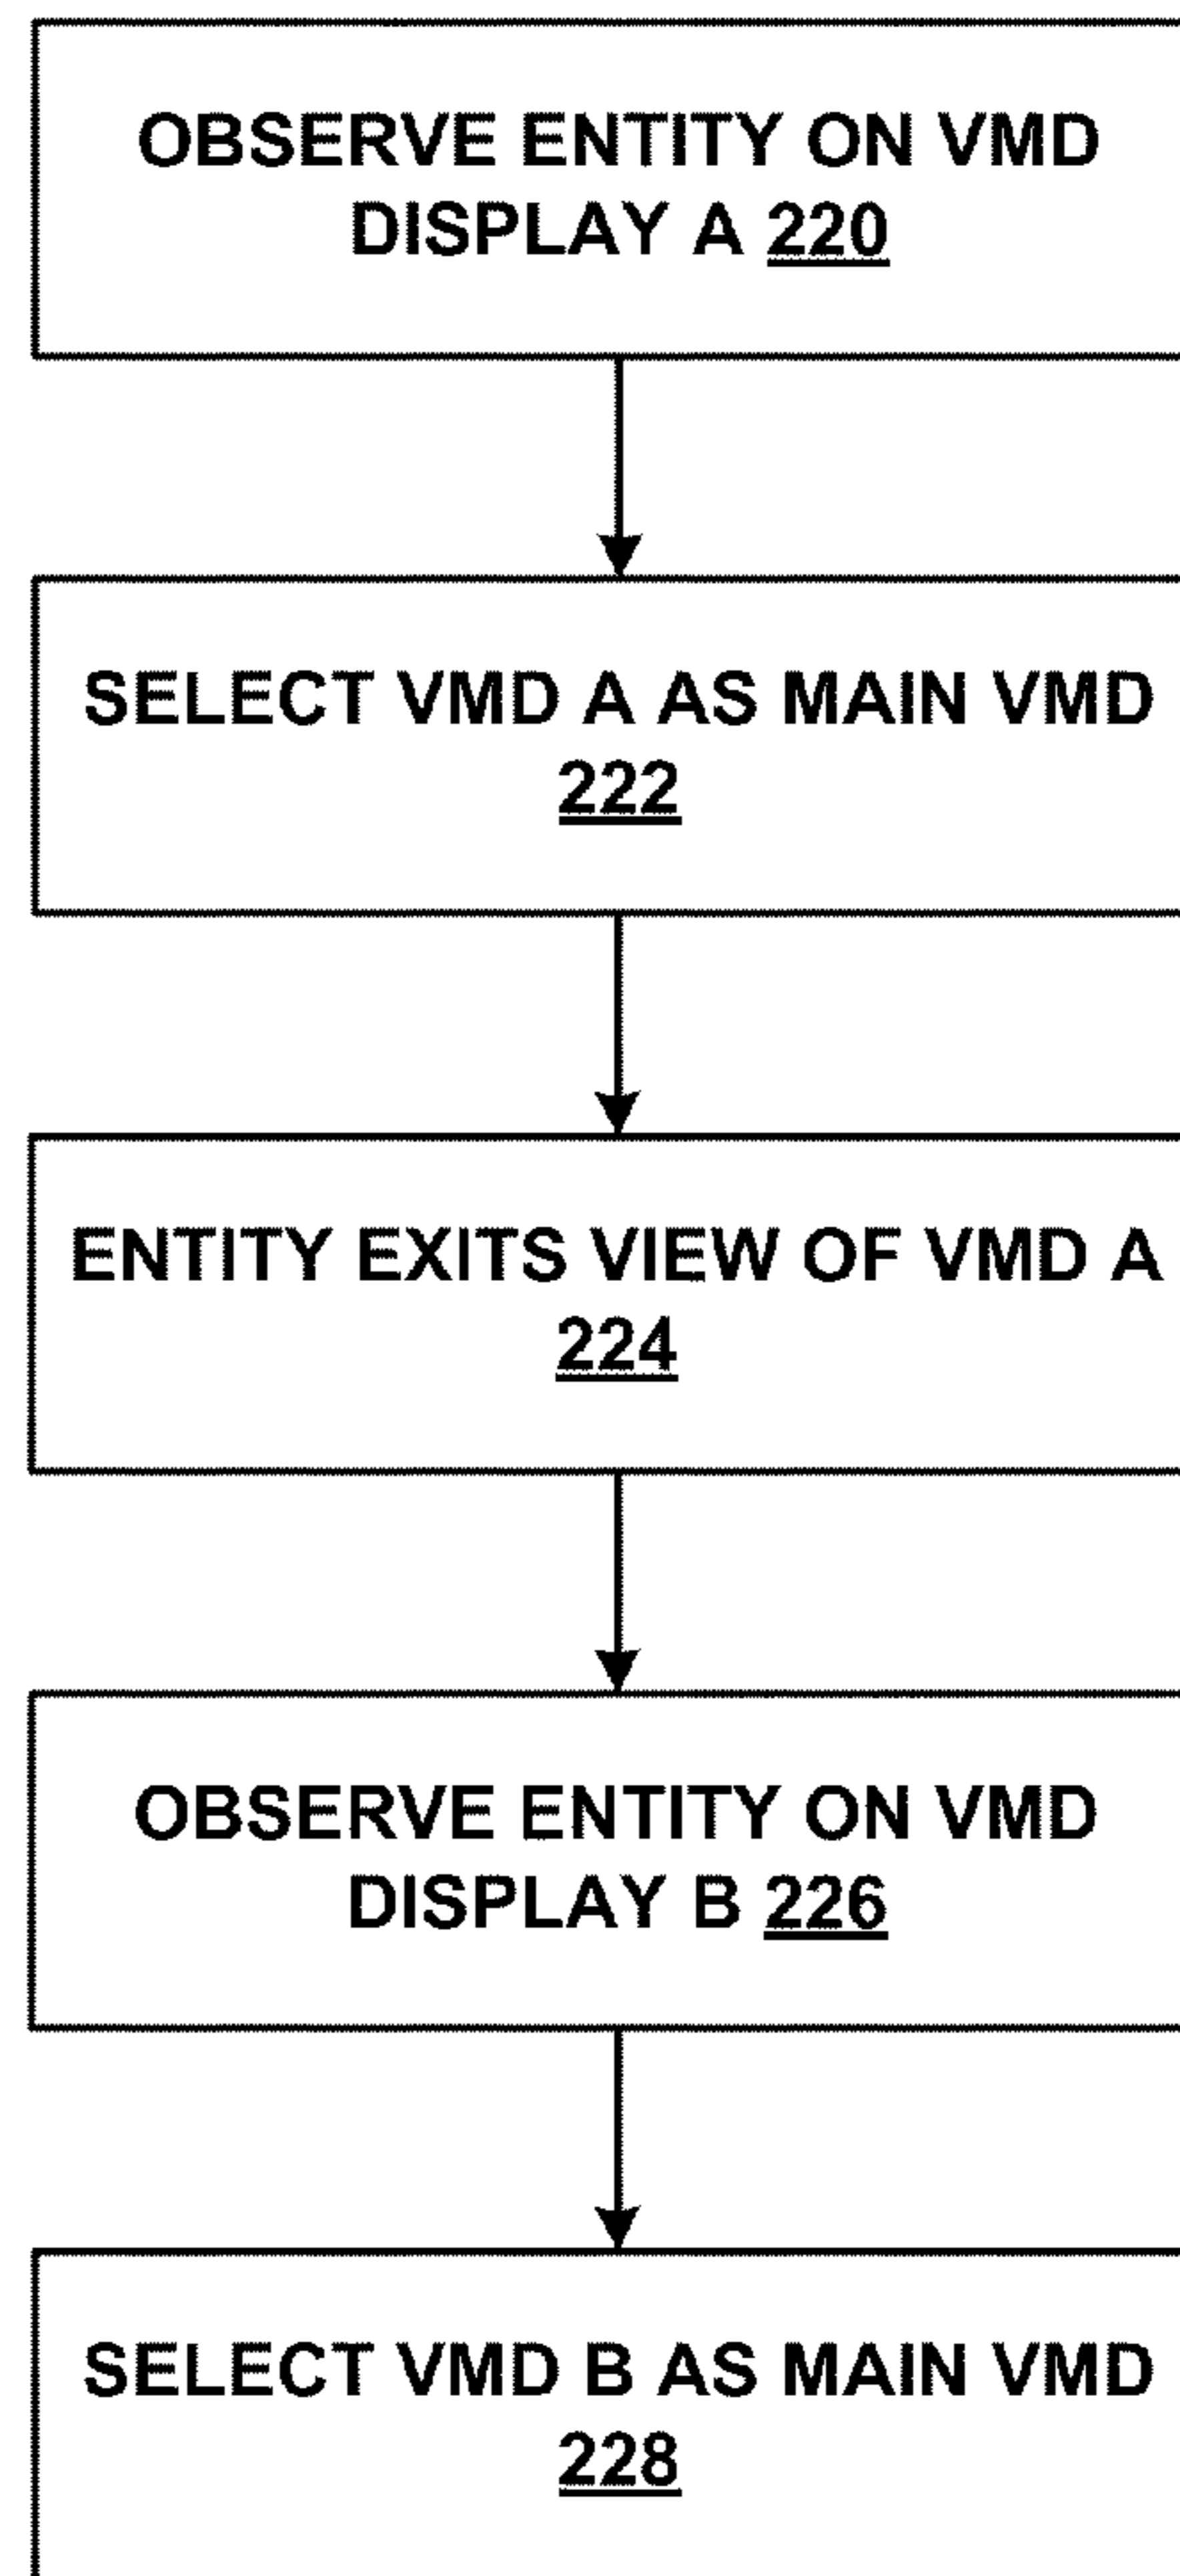 OBSERVE ENTITY ON VMD
DISPLAY A 220
SELECT VMD A AS MAIN VMD
222
ENTITY EXITS VIEW OF VMD A
224
OBSERVE ENTITY ON VMD
DISPLAY B 226
SELECT VMD B AS MAIN VMD
228